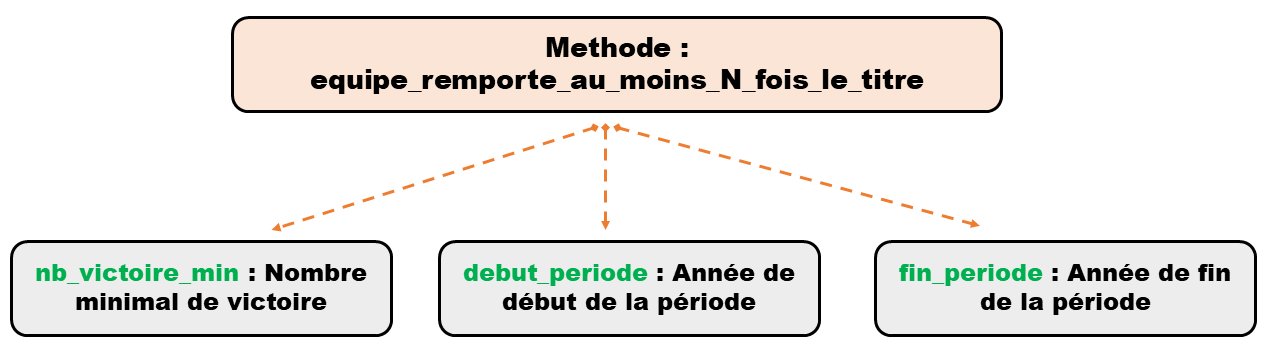 Methode :
equipe_remporte_au_moins_N_fois_le_titre
nb_victoire_min : Nombre
minimal de victoire
debut_periode : Année de
début de la période
fin_periode : Année de fin
de la période